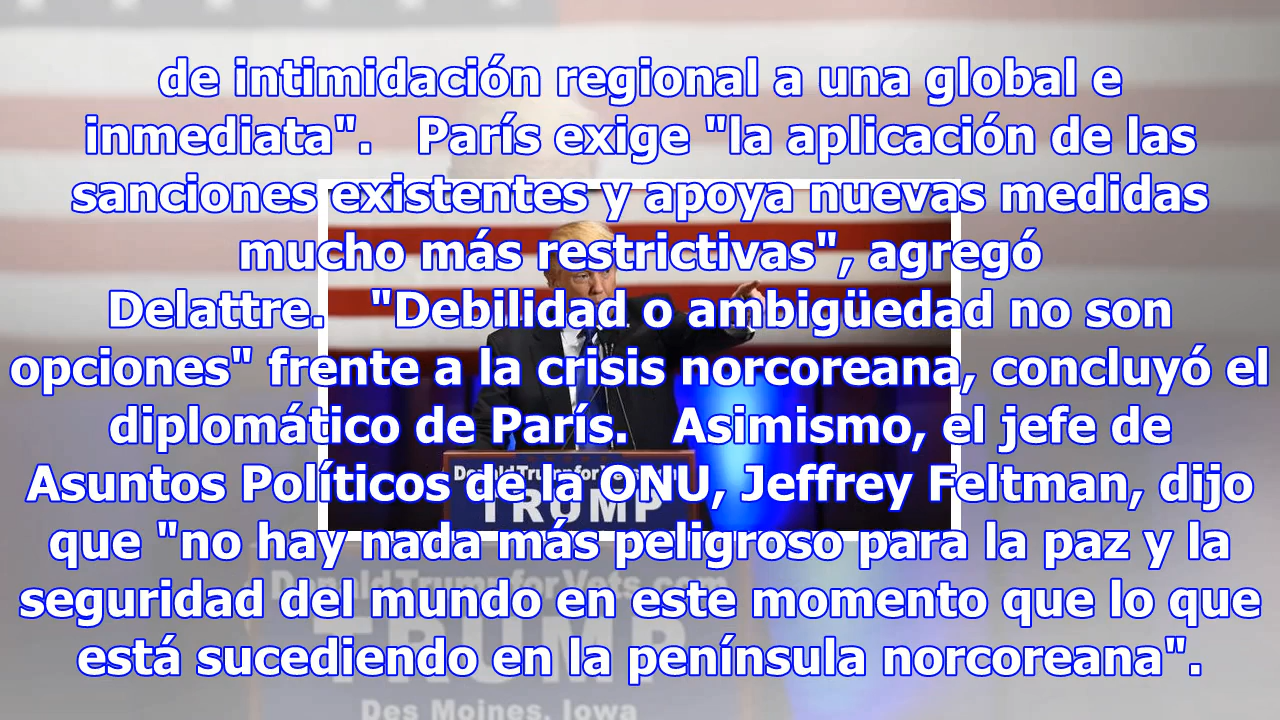 de intimidación regional a una global e
inmediata".   París exige "la aplicación de las
sanciones existentes y apoya nuevas medidas
mucho más restrictivas", agregó
Delattre.   "Debilidad o ambigüedad no son
opciones" frente a la crisis norcoreana, concluyó el
diplomático de París.   Asimismo, el jefe de
Asuntos Políticos de la ONU, Jeffrey Feltman, dijo
que "no hay nada más peligroso para la paz y la
seguridad del mundo en este momento que lo que
está sucediendo en la península norcoreana".
TRUMP
DonaldTrumpforVets.com
TRUMP
Des Moines, Iowa